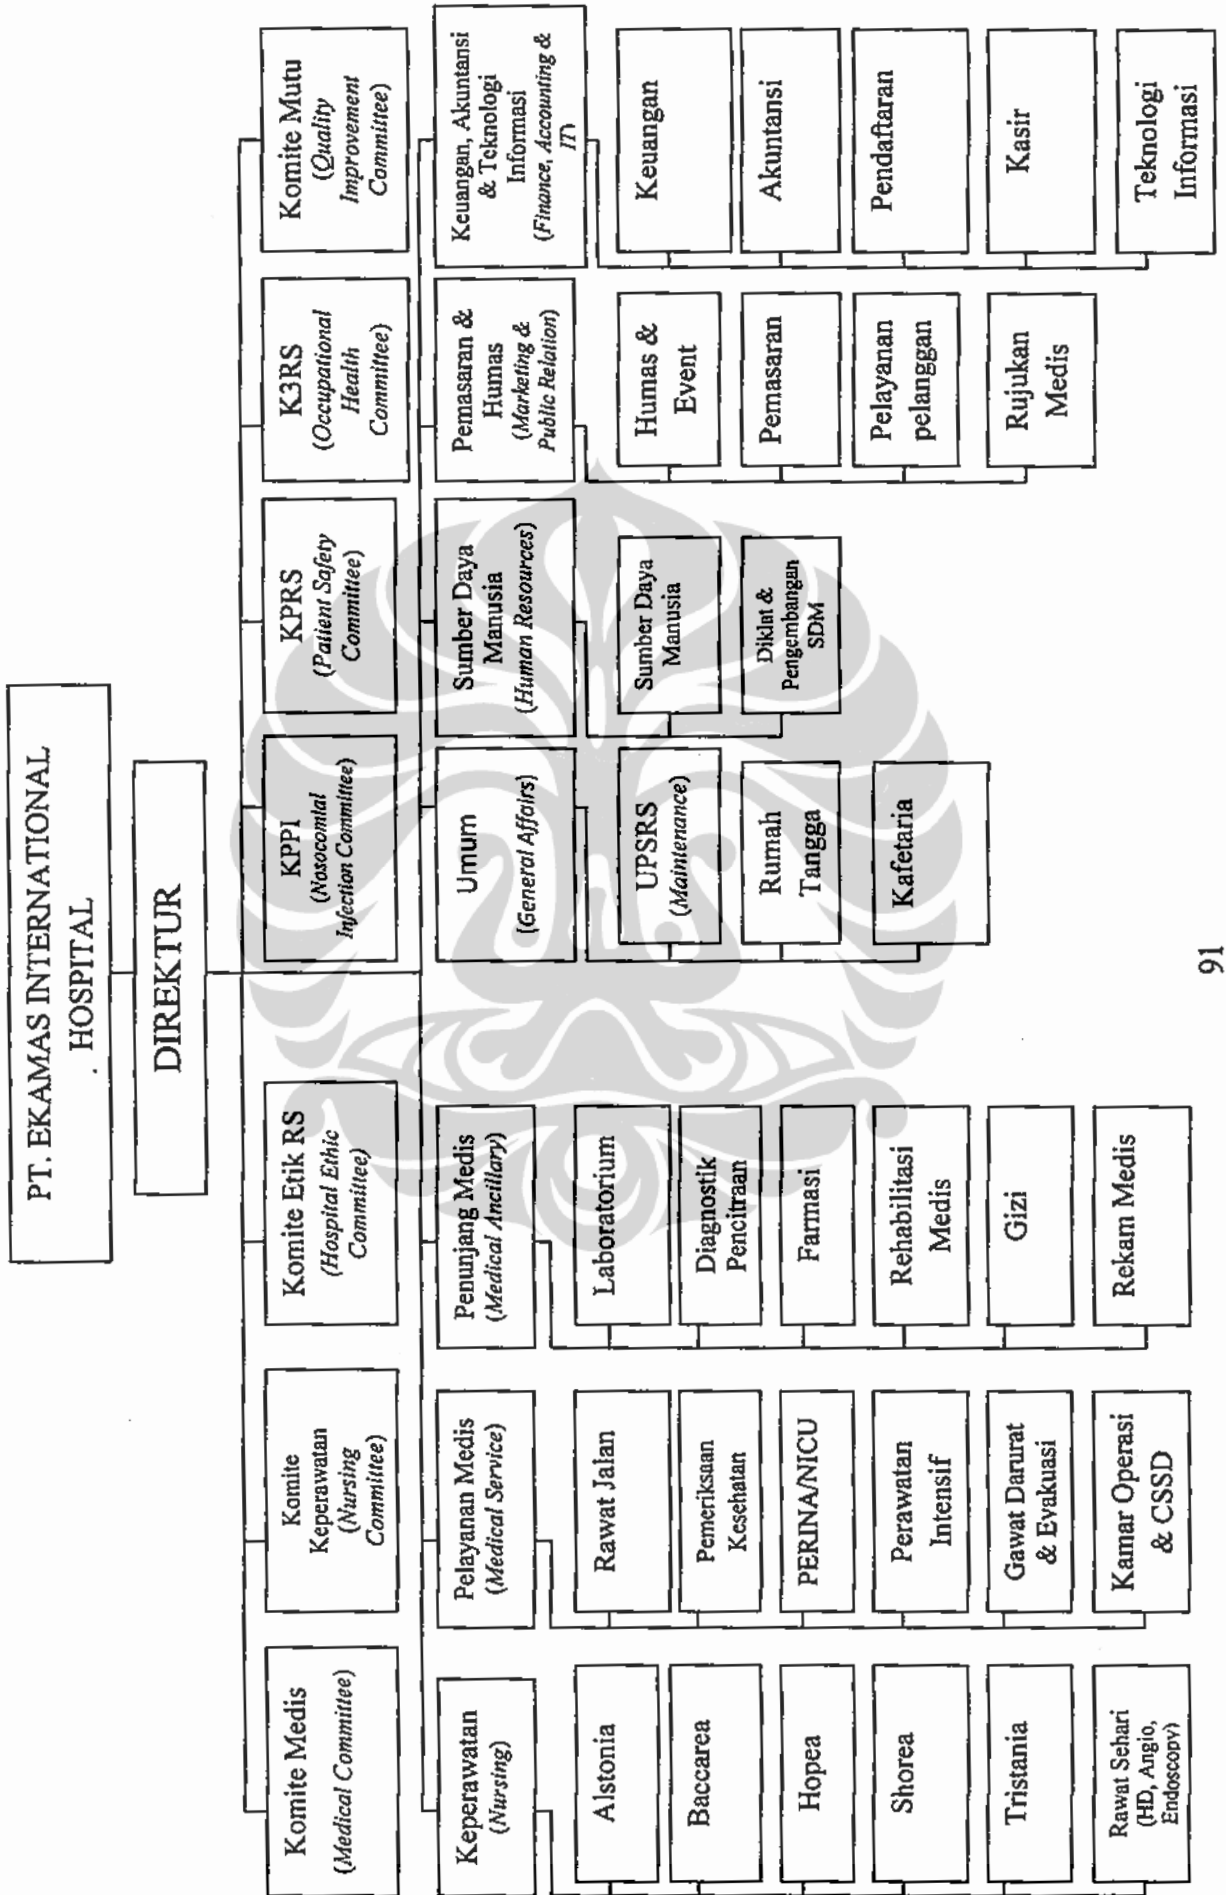 PT. EKAMAS INTERNATIONAL
. HOSPITAL
DIREKTUR
Komite Medis
(Medical Committee)
Komite
Keperawatan
(Nursing
Committee)
Komite Etik RS
(Hospital Ethic
Committee)
KPPI
(Nosocomial
Infection Committee)
KPRS
(Patient Safety
Committee)
K3RS
(Occupational
Health
Committee)
Komite Mutu
(Quality
Improvement
Committee)
Keperawatan
(Nursing)
Pelayanan Medis
(Medical Service)
Penunjang Medis
(Medical Ancillary)
Umum
(General Affairs)
Sumber Daya
Manusia
(Human Resources)
Pemasaran &
Humas
(Marketing &
Public Relation)
Keuangan, Akuntansi
& Teknologi
Informasi
(Finance, Accounting &
IT)
Alstonia
Baccarea
Hopea
Shorea
Tristania
Rawat Sehari
(HD, Angio,
Endoscopy)
Rawat Jalan
Pemeriksaan
Kesehatan
PERINA/NICU
Perawatan
Intensif
Gawat Darurat
& Evakuasi
Kamar Operasi
& CSSD
Laboratorium
Diagnostik
Pencitraan
Farmasi
Rehabilitasi
Medis
Gizi
Rekam Medis
UPSRS
(Maintenance)
Rumah
Tangga
Kafetaria
Sumber Daya
Manusia
Diklat &
Pengembangan
SDM
Humas &
Event
Pemasaran
Pelayanan
pelanggan
Rujukan
Medis
Keuangan
Akuntansi
Pendaftaran
Kasir
Teknologi
Informasi
91